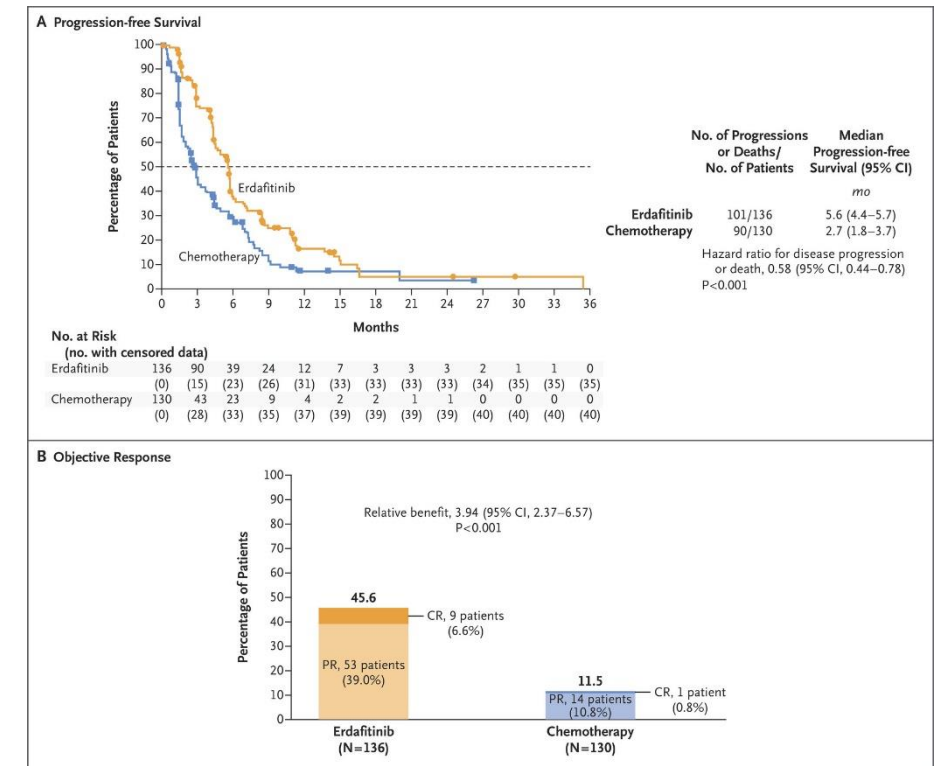 A Progression-free Survival
Percentage of Patients
100
90
80
70
60
50
40
30
20
10
0
Erdafitinib
Chemotherapy
0 3 6 9 12 15 18 21 24 27 30 33 36
Months
No. of Progressions or Deaths/ No. of Patients
Median Progression-free Survival (95% CI)
mo
Erdafitinib 101/136 5.6 (4.4–5.7)
Chemotherapy 90/130 2.7 (1.8–3.7)
Hazard ratio for disease progression
or death, 0.58 (95% CI, 0.44–0.78)
P<0.001
No. at Risk
(no. with censored data)
Erdafitinib 136 90 39 24 12 7 3 3 3 2 1 1 0
(0) (15) (23) (26) (31) (33) (33) (33) (33) (34) (35) (35) (35)
Chemotherapy 130 43 23 9 4 2 2 1 1 0 0 0 0
(0) (28) (33) (35) (37) (39) (39) (39) (39) (40) (40) (40) (40)
B Objective Response
Percentage of Patients
100
90
80
70
60
50
40
30
20
10
0
Relative benefit, 3.94 (95% CI, 2.37–6.57)
P<0.001
45.6
CR, 9 patients
(6.6%)
PR, 53 patients
(39.0%)
11.5
PR, 14 patients
(10.8%)
CR, 1 patient
(0.8%)
Erdafitinib
(N=136)
Chemotherapy
(N=130)